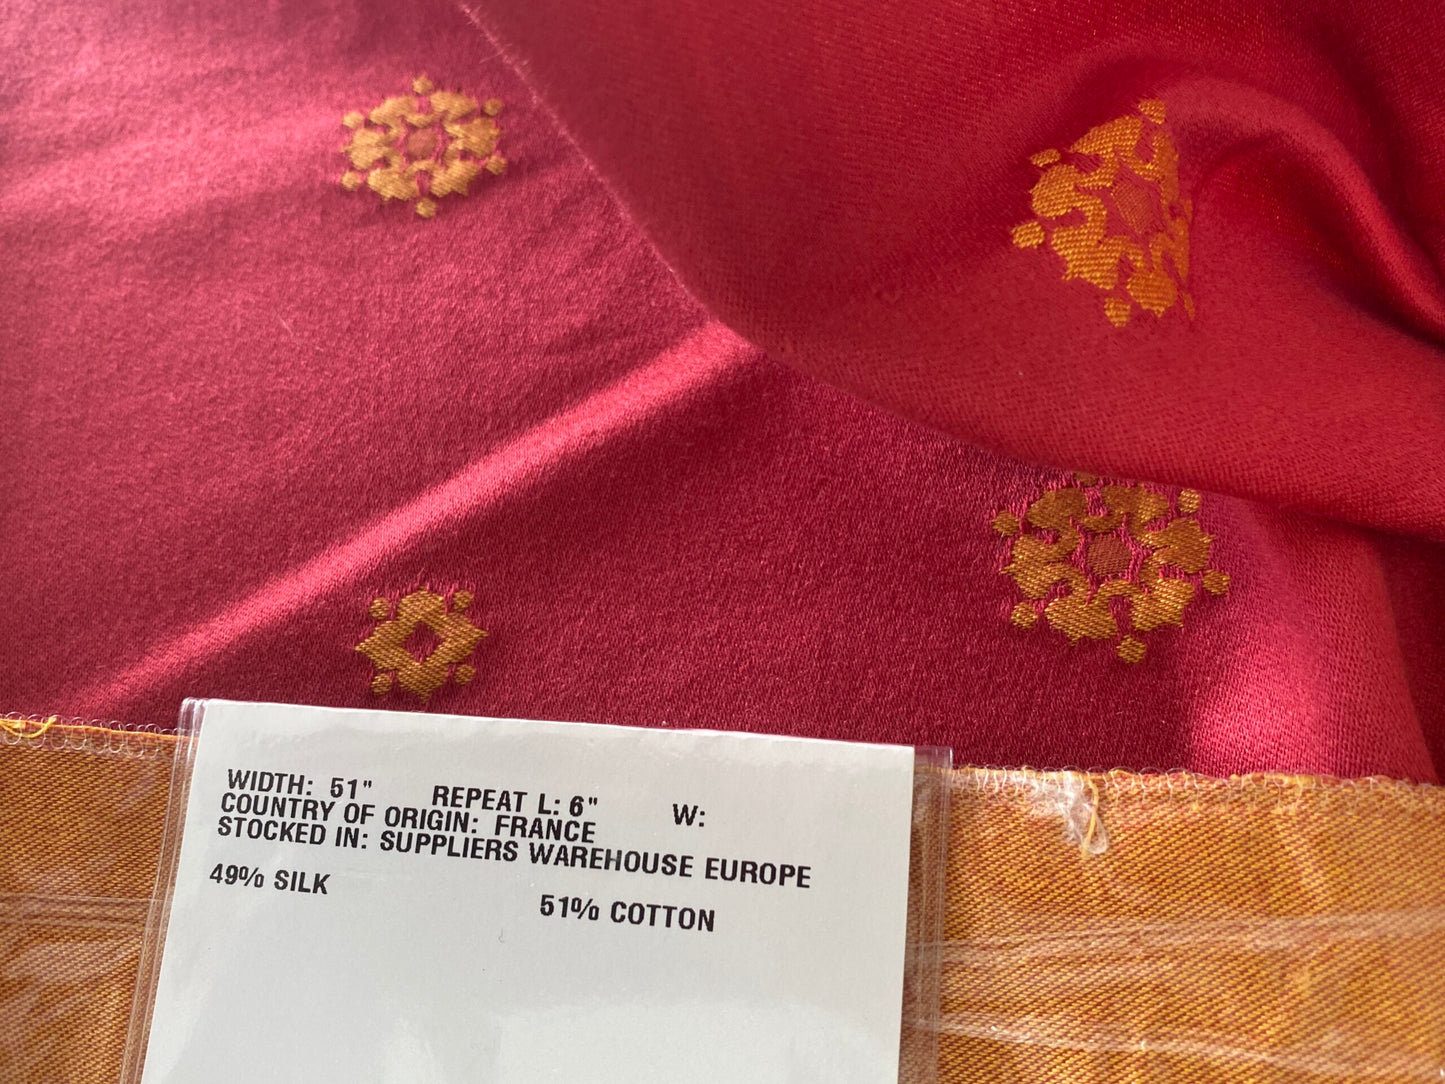 WIDTH: 51" REPEAT L: 6" W:
COUNTRY OF ORIGIN: FRANCE
STOCKED IN: SUPPLIERS WAREHOUSE EUROPE
49% SILK 51% COTTON